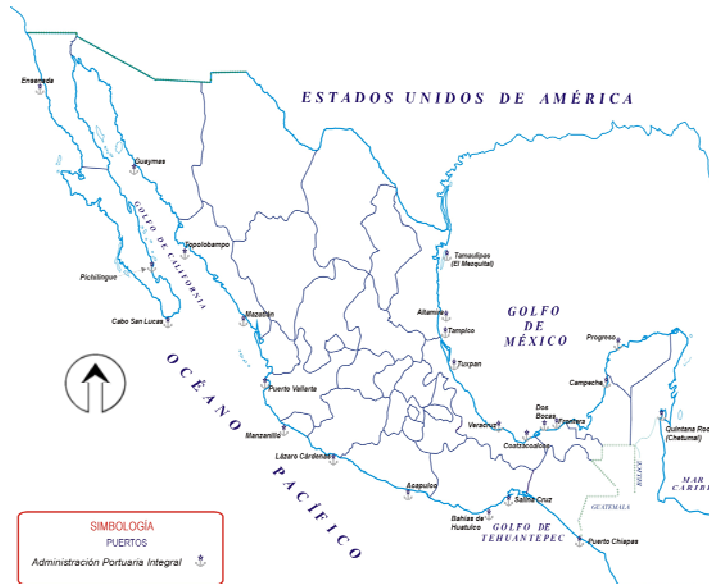 Ensenada
ESTADOS UNIDOS DE AMÉRICA
Guaymas
GOLFO DE CALIFORNIA
Topolobampo
Tamaulipas
(El Mezquital)
Pichilingue
Cabo San Lucas
Mazatlán
Altamira
Tampico
GOLFO
DE
MÉXICO
Progreso
Tuxpan
OCÉANO PACÍFICO
Puerto Vallarta
Campeche
Manzanillo
Veracruz
Dos
Bocas
Frontera
Coatzacoalcos
Quintana Roo
(Chetumal)
Lázaro Cárdenas
MAR
CARIBE
BELICE
Acapulco
Salina Cruz
GUATEMALA
Bahías de
Huatulco
GOLFO DE
TEHUANTEPEC
Puerto Chiapas
SIMBOLOGÍA
PUERTOS
Administración Portuaria Integral